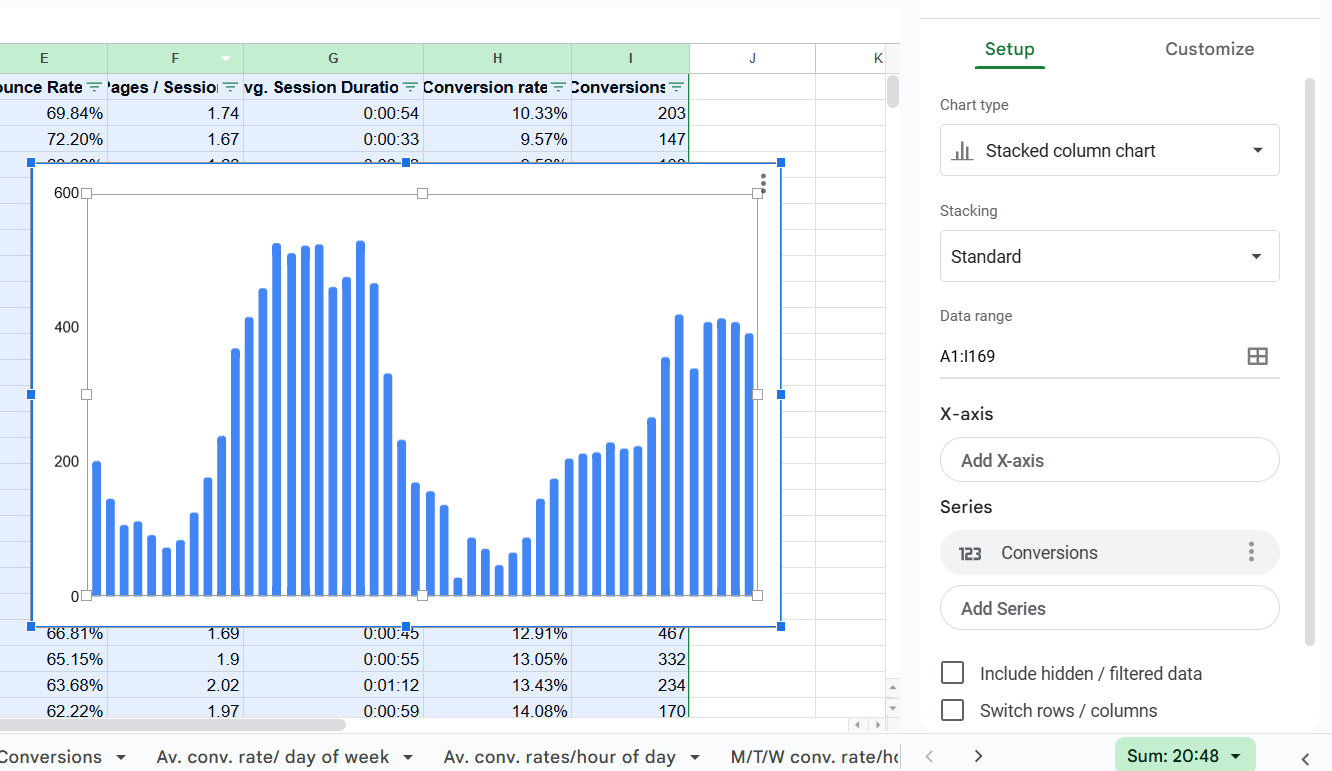 Setup Customize
E F G H I J K
ounce Rate Pages / Sessio vg. Session Duratio Conversion rate Conversions
69.84% 1.74 0:00:54 10.33% 203
72.20% 1.67 0:00:33 9.57% 147
Chart type
Stacked column chart
Stacking
Standard
Data range
A1:I169
X-axis
Add X-axis
Series
123 Conversions
Add Series
Include hidden / filtered data
Switch rows / columns
600
400
200
0
66.81% 1.69 0:00:45 12.91% 467
65.15% 1.9 0:00:55 13.05% 332
63.68% 2.02 0:01:12 13.43% 234
62.22% 1.97 0:00:59 14.08% 170
Conversions Av. conv. rate/ day of week Av. conv. rates/hour of day M/T/W conv. rate/ho
Sum: 20:48